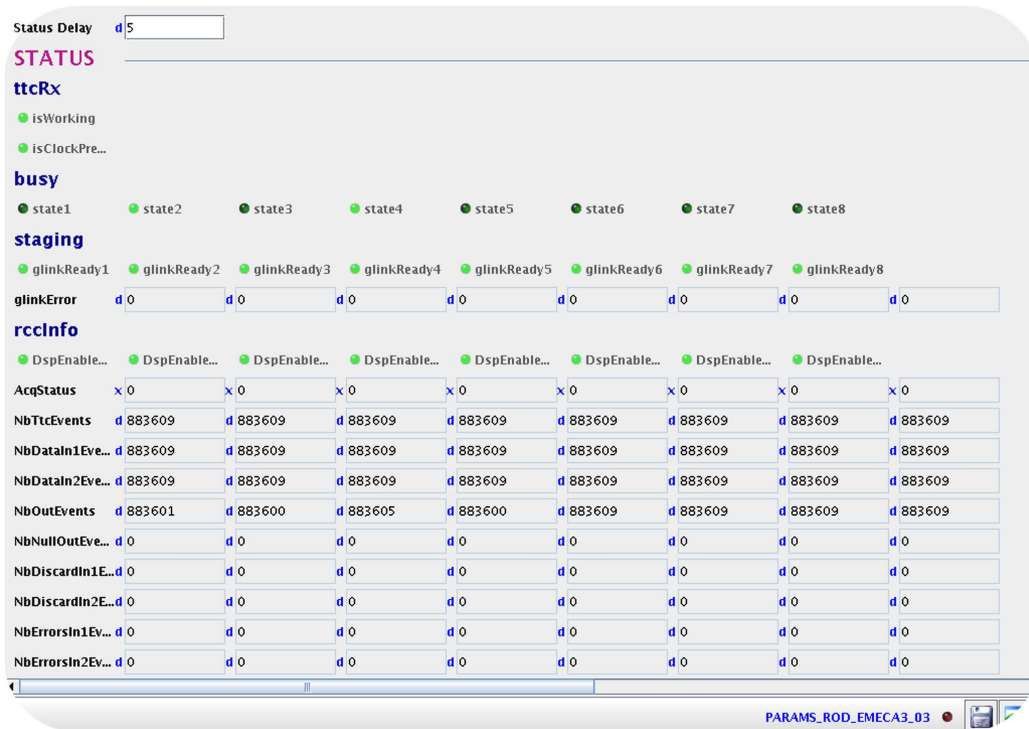 Status Delay d 5
STATUS
ttcRx
isWorking
isClockPre...
busy
state1 state2 state3 state4 state5 state6 state7 state8
staging
glinkReady1 glinkReady2 glinkReady3 glinkReady4 glinkReady5 glinkReady6 glinkReady7 glinkReady8
glinkError d 0 d 0 d 0 d 0 d 0 d 0 d 0 d 0
rccInfo
DspEnable... DspEnable... DspEnable... DspEnable... DspEnable... DspEnable... DspEnable... DspEnable...
AcqStatus x 0 x 0 x 0 x 0 x 0 x 0 x 0 x 0
NbTtcEvents d 883609 d 883609 d 883609 d 883609 d 883609 d 883609 d 883609 d 883609
NbDataIn1Eve... d 883609 d 883609 d 883609 d 883609 d 883609 d 883609 d 883609 d 883609
NbDataIn2Eve... d 883609 d 883609 d 883609 d 883609 d 883609 d 883609 d 883609 d 883609
NbOutEvents d 883601 d 883600 d 883605 d 883600 d 883609 d 883609 d 883609 d 883609
NbNullOutEve... d 0 d 0 d 0 d 0 d 0 d 0 d 0 d 0
NbDiscardIn1E... d 0 d 0 d 0 d 0 d 0 d 0 d 0 d 0
NbDiscardIn2E... d 0 d 0 d 0 d 0 d 0 d 0 d 0 d 0
NbErrorsIn1Ev... d 0 d 0 d 0 d 0 d 0 d 0 d 0 d 0
NbErrorsIn2Ev... d 0 d 0 d 0 d 0 d 0 d 0 d 0 d 0
PARAMS_ROD_EMECA3_03